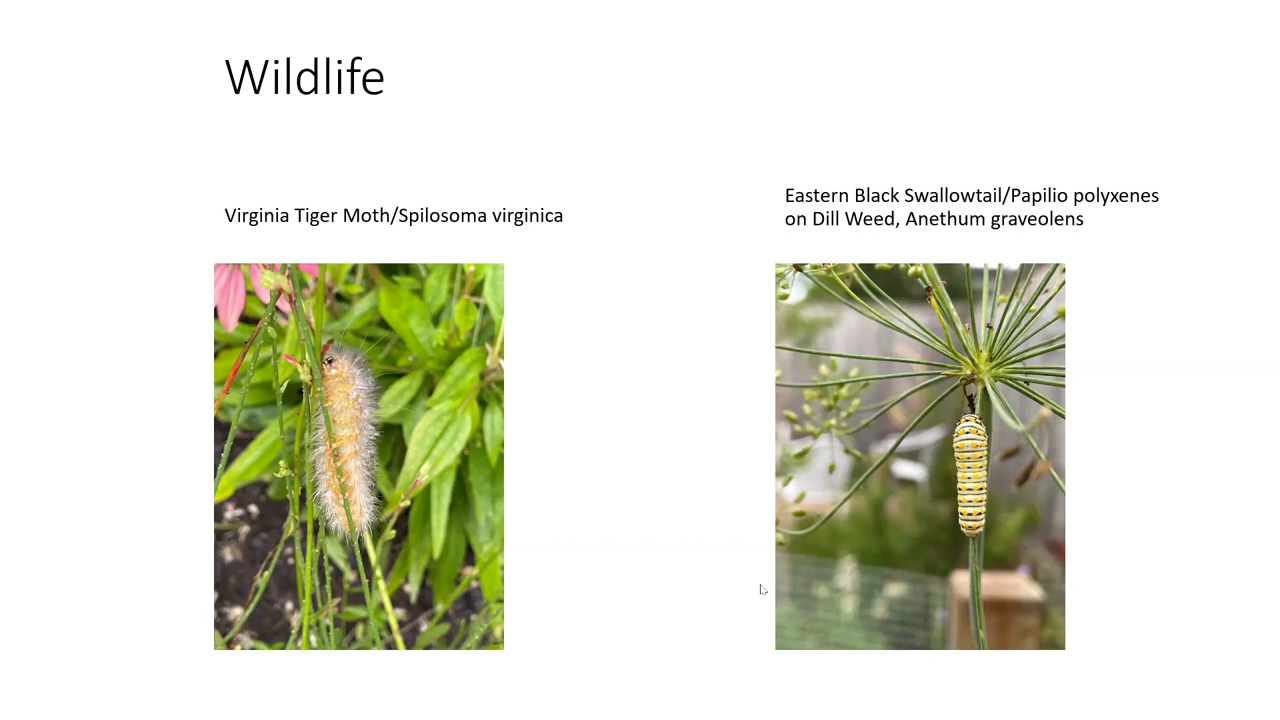 Wildlife
Virginia Tiger Moth/Spilosoma virginica
Eastern Black Swallowtail/Papilio polyxenes
on Dill Weed, Anethum graveolens